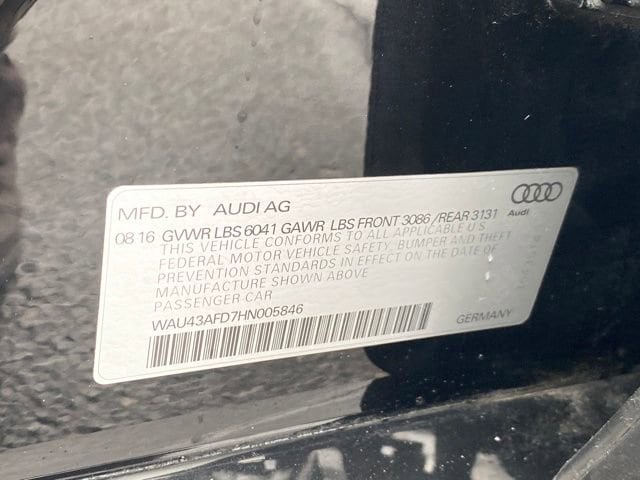 MFD. BY AUDI AG
Audi
08 16 GVWR LBS 6041 GAWR LBS FRONT 3086 /REAR 3131
THIS VEHICLE CONFORMS TO ALL APPLICABLE U S
FEDERAL MOTOR VEHICLE SAFETY, BUMPER AND THEFT
PREVENTION STANDARDS IN EFFECT ON THE DATE OF
MANUFACTURE SHOWN ABOVE
PASSENGER CAR
WAU43AFD7HN005846
GERMANY